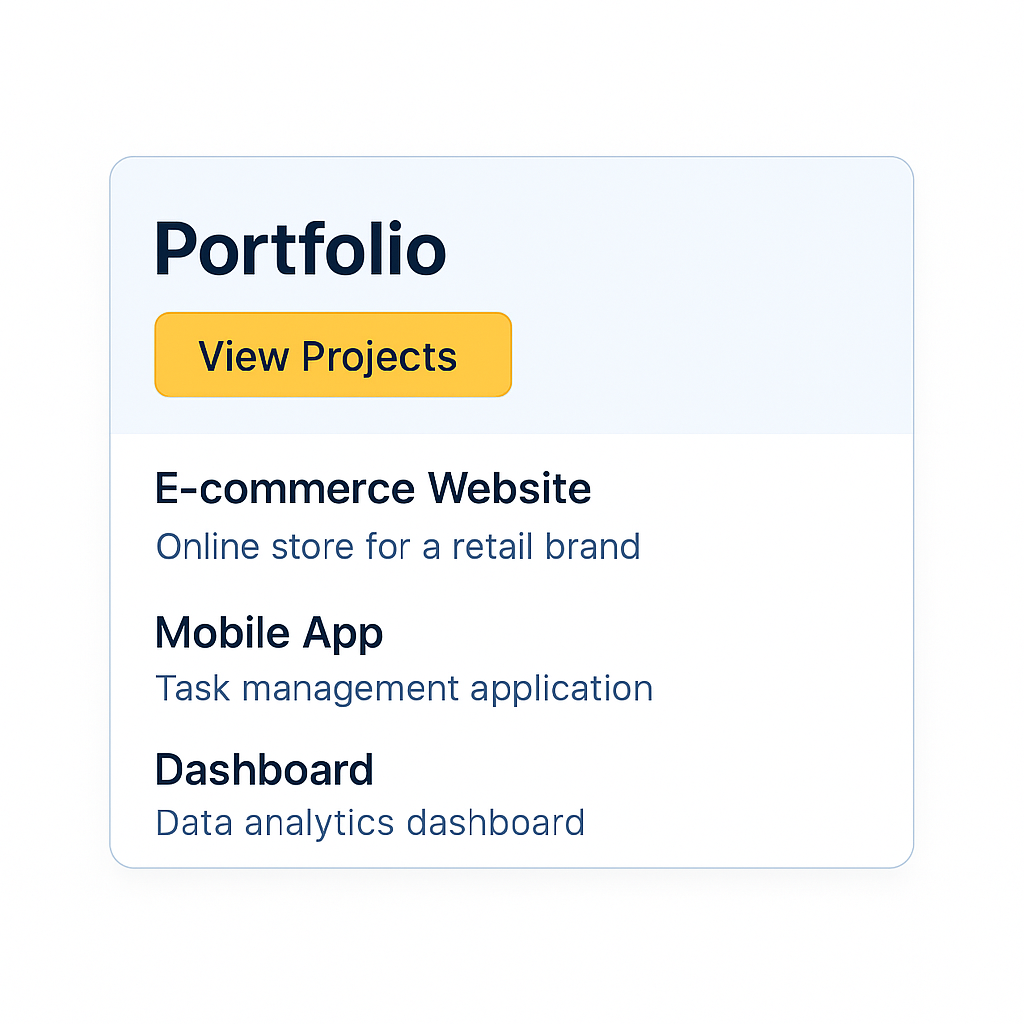 Portfolio
View Projects
E-commerce Website
Online store for a retail brand
Mobile App
Task management application
Dashboard
Data analytics dashboard